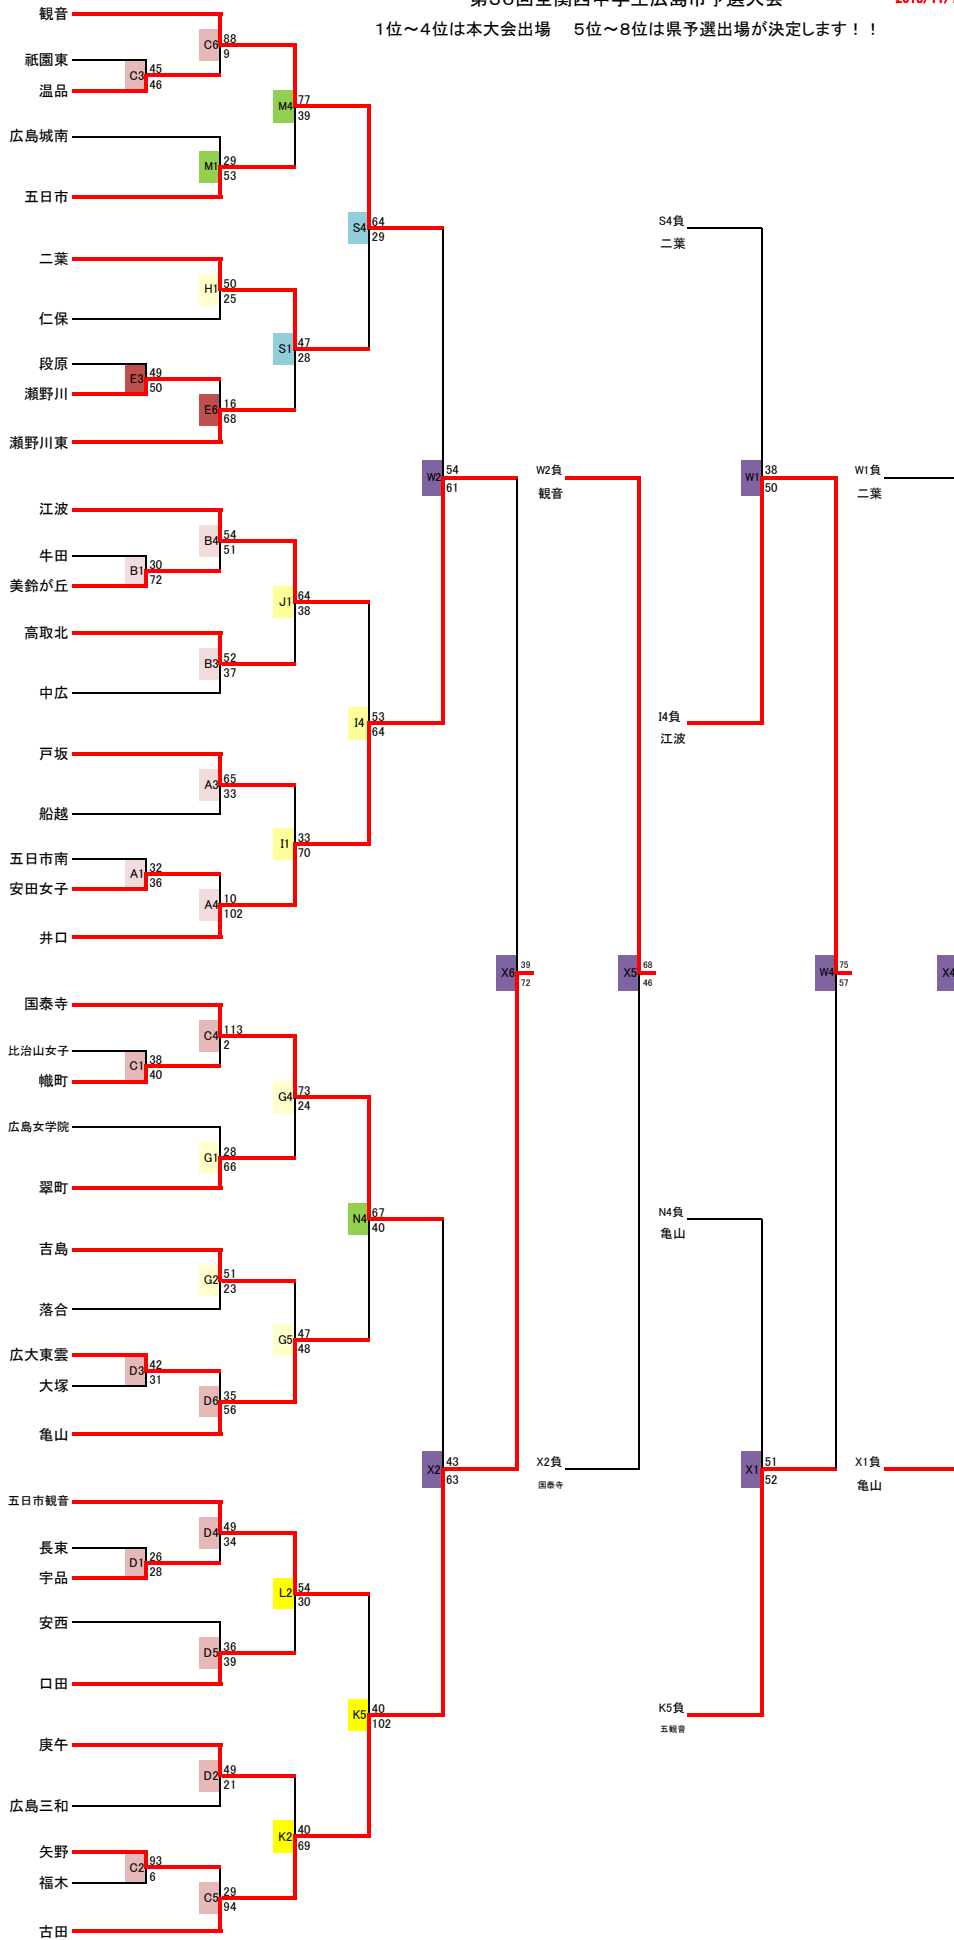 1位～4位は本大会出場　5位～8位は県予選出場が決定します！！
観音
C6 88
9
祇園東
C3 45
46
温品
M4 77
39
広島城南
M1 29
53
五日市
S4 64
29
二葉
H1 50
25
仁保
S1 47
28
段原
E3 49
50
瀬野川
E6 16
68
瀬野川東
W2 54
61
江波
B4 54
51
牛田
B1 30
72
美鈴が丘
J1 64
38
高取北
B3 52
37
中広
I4 53
64
戸坂
A3 65
33
船越
I1 33
70
五日市南
A1 32
36
安田女子
A4 10
102
井口
X6 39
72
国泰寺
C4 113
2
比治山女子
C1 38
40
幟町
G4 73
24
広島女学院
G1 28
66
翠町
N4 67
40
吉島
G2 51
23
落合
G5 47
48
広大東雲
D3 42
31
大塚
D6 35
56
亀山
X2 43
63
五日市観音
D4 49
34
長束
D1 26
28
宇品
L2 54
30
安西
D5 36
39
口田
K5 40
102
庚午
D2 49
21
広島三和
K2 40
69
矢野
C2 93
6
福木
C5 29
94
古田
W2負
観音
X5 68
46
X2負
国泰寺
S4負
二葉
W1 38
50
I4負
江波
W4 75
57
N4負
亀山
X1 51
52
K5負
五観音
W1負
二葉
X4
X1負
亀山